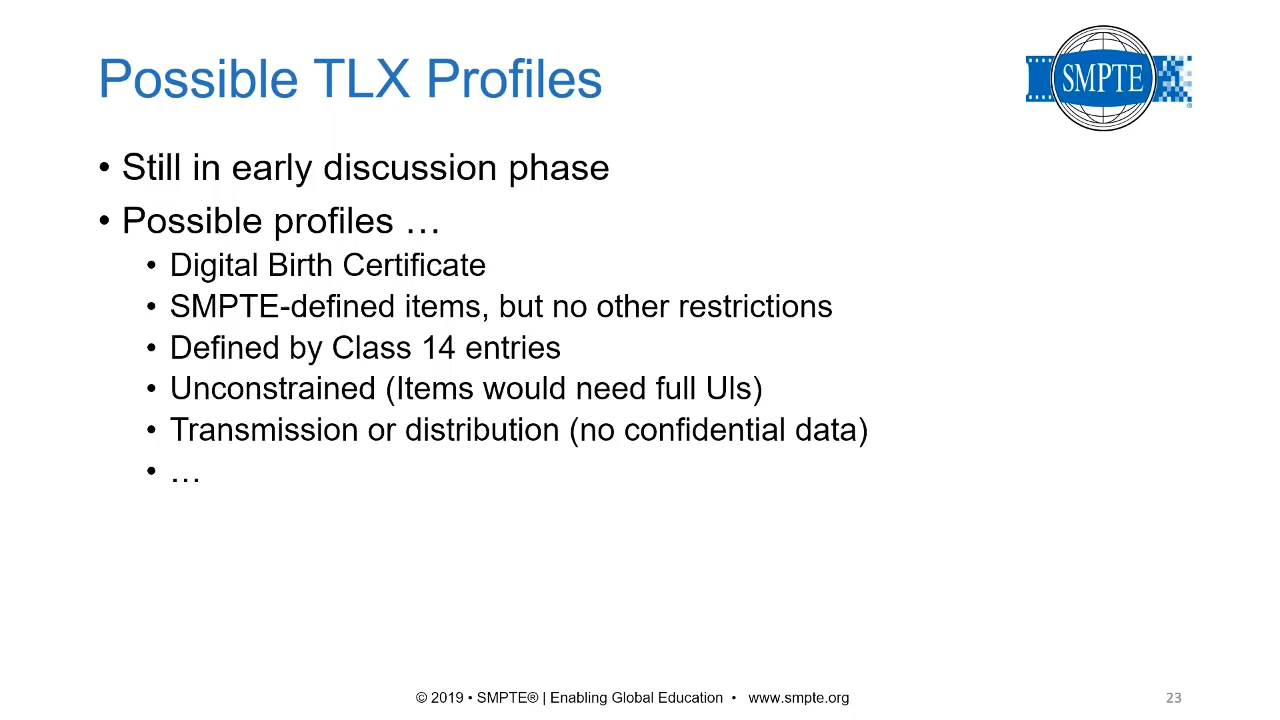 Possible TLX Profiles
SMPTE
®
• Still in early discussion phase
• Possible profiles …
• Digital Birth Certificate
• SMPTE-defined items, but no other restrictions
• Defined by Class 14 entries
• Unconstrained (Items would need full UIs)
• Transmission or distribution (no confidential data)
• …
© 2019 • SMPTE® | Enabling Global Education • www.smpte.org
23